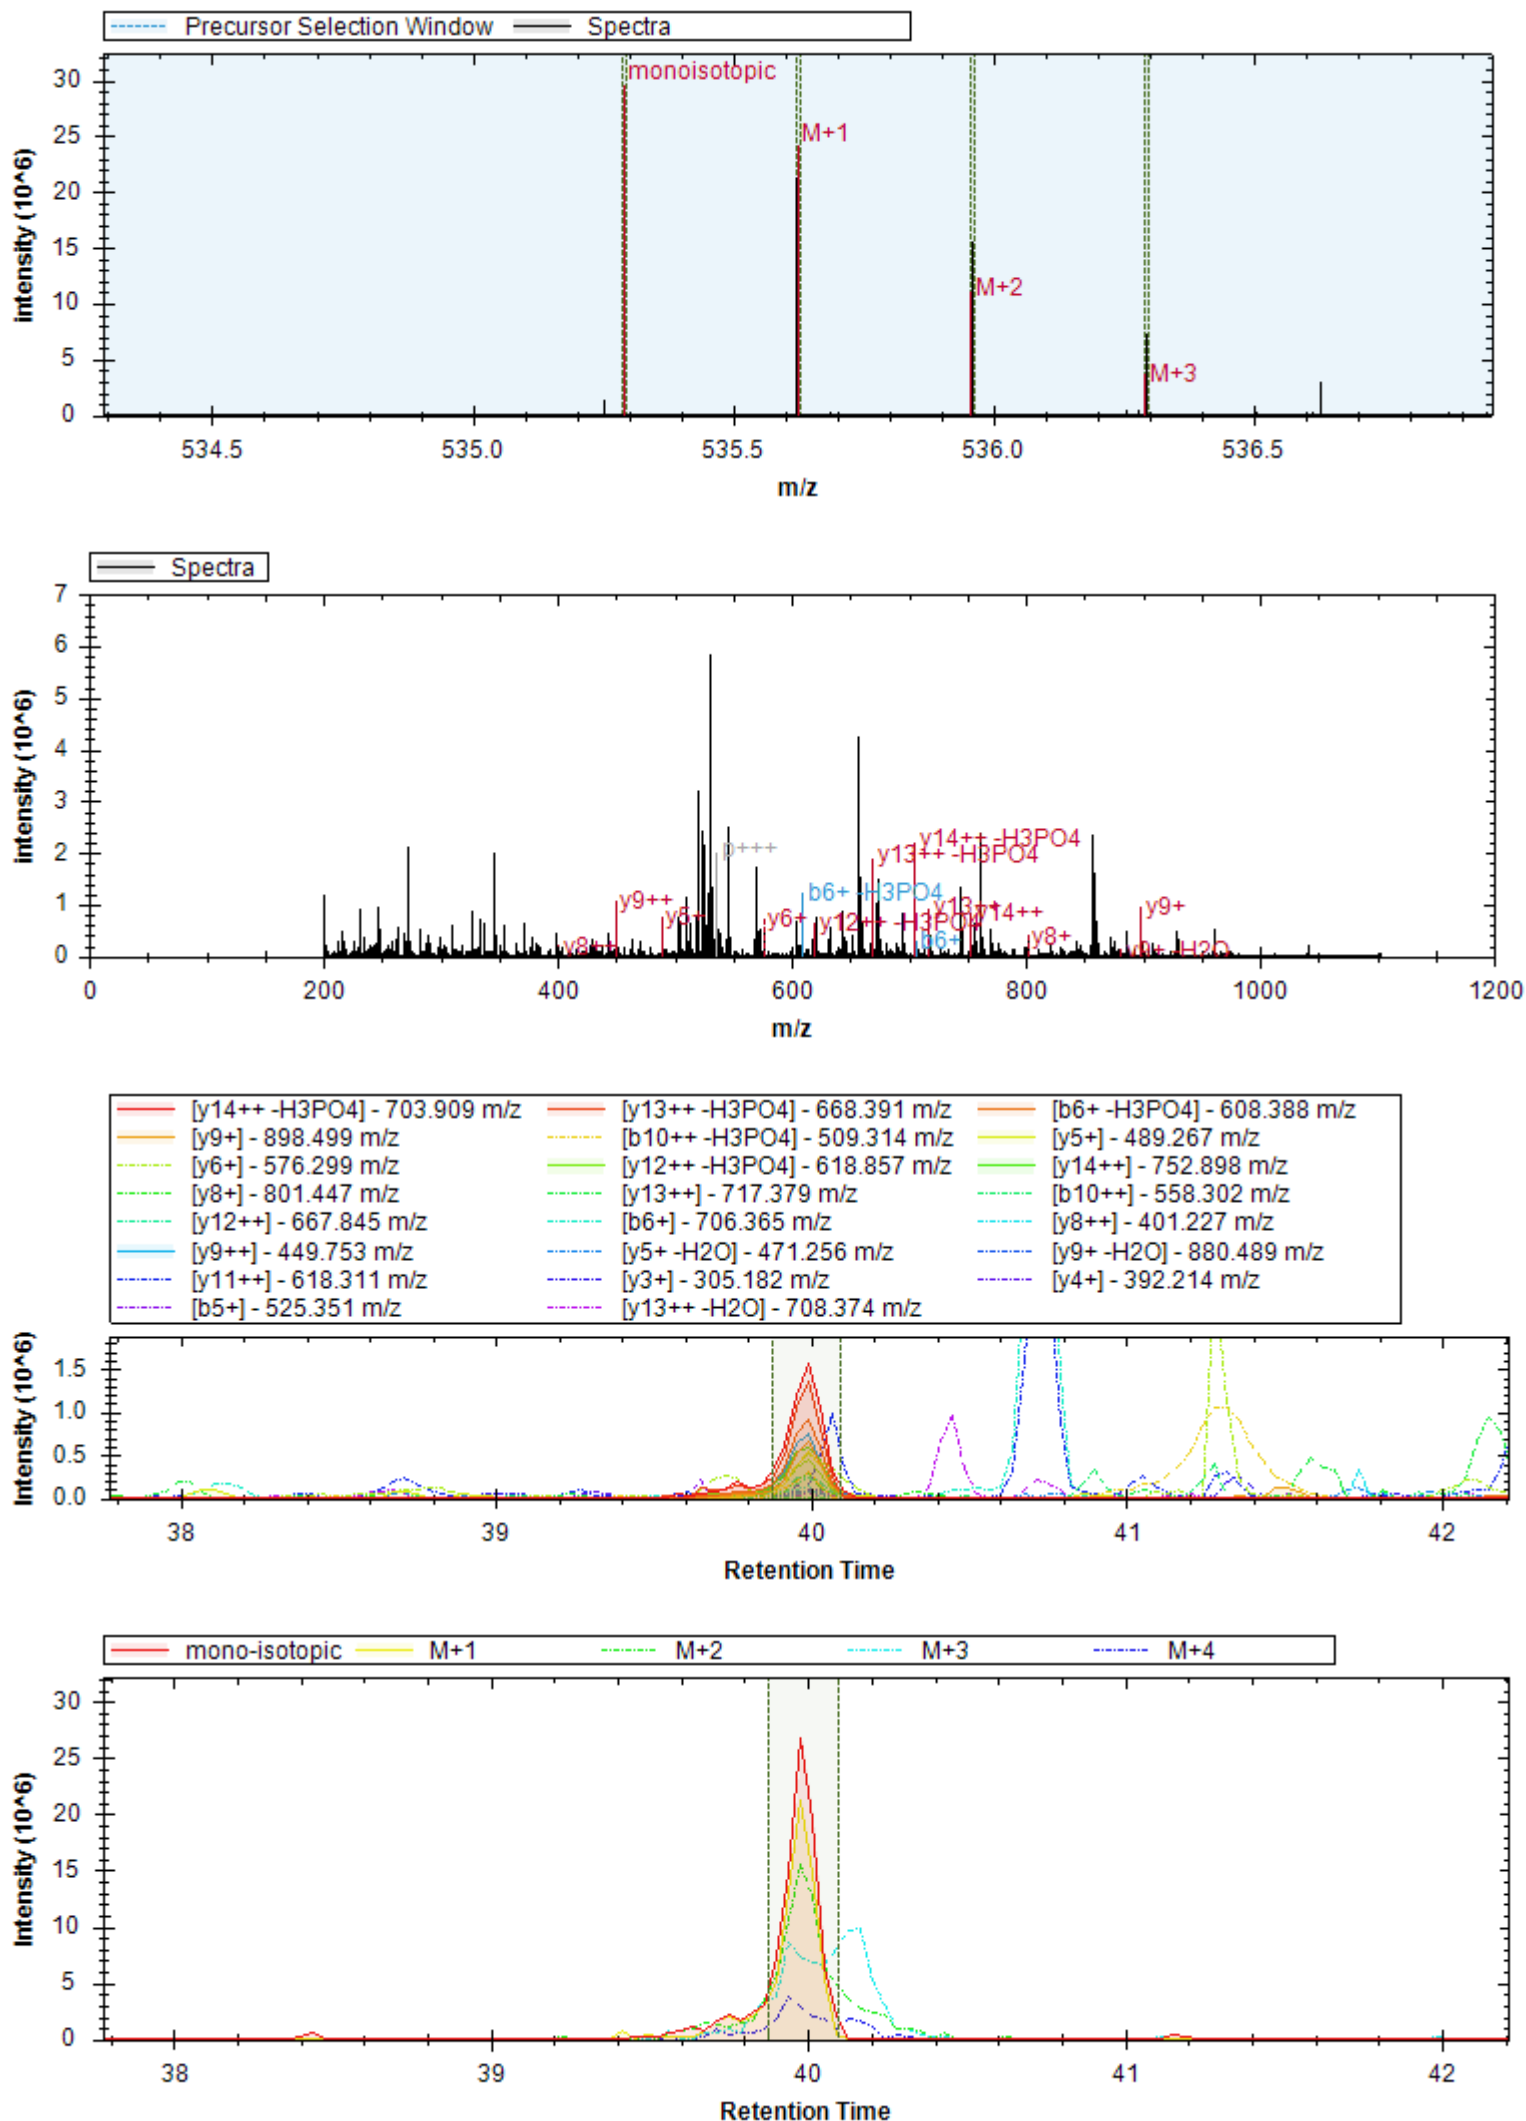 Precursor Selection Window Spectra
monoisotopic
M+1
M+2
M+3
intensity (10^6)
30
25
20
15
10
5
0
534.5 535.0 535.5 536.0 536.5
m/z
Spectra
intensity (10^6)
7
6
5
4
3
2
1
0
p+++
y14++ -H3PO4
y13++ -H3PO4
b6+ -H3PO4
y9++
y5+
y6+
y12++ -H3PO4
y13++
y14++
y9+
y8++
b6+
y8+
y9+ -H2O
0 200 400 600 800 1000 1200
m/z
[y14++ -H3PO4] - 703.909 m/z [y13++ -H3PO4] - 668.391 m/z [b6+ -H3PO4] - 608.388 m/z
[y9+] - 898.499 m/z [b10++ -H3PO4] - 509.314 m/z [y5+] - 489.267 m/z
[y6+] - 576.299 m/z [y12++ -H3PO4] - 618.857 m/z [y14++] - 752.898 m/z
[y8+] - 801.447 m/z [y13++] - 717.379 m/z [b10++] - 558.302 m/z
[y12++] - 667.845 m/z [b6+] - 706.365 m/z [y8++] - 401.227 m/z
[y9++] - 449.753 m/z [y5+ -H2O] - 471.256 m/z [y9+ -H2O] - 880.489 m/z
[y11++] - 618.311 m/z [y3+] - 305.182 m/z [y4+] - 392.214 m/z
[b5+] - 525.351 m/z [y13++ -H2O] - 708.374 m/z
Intensity (10^6)
1.5
1.0
0.5
0.0
38 39 40 41 42
Retention Time
mono-isotopic M+1 M+2 M+3 M+4
Intensity (10^6)
30
25
20
15
10
5
0
38 39 40 41 42
Retention Time